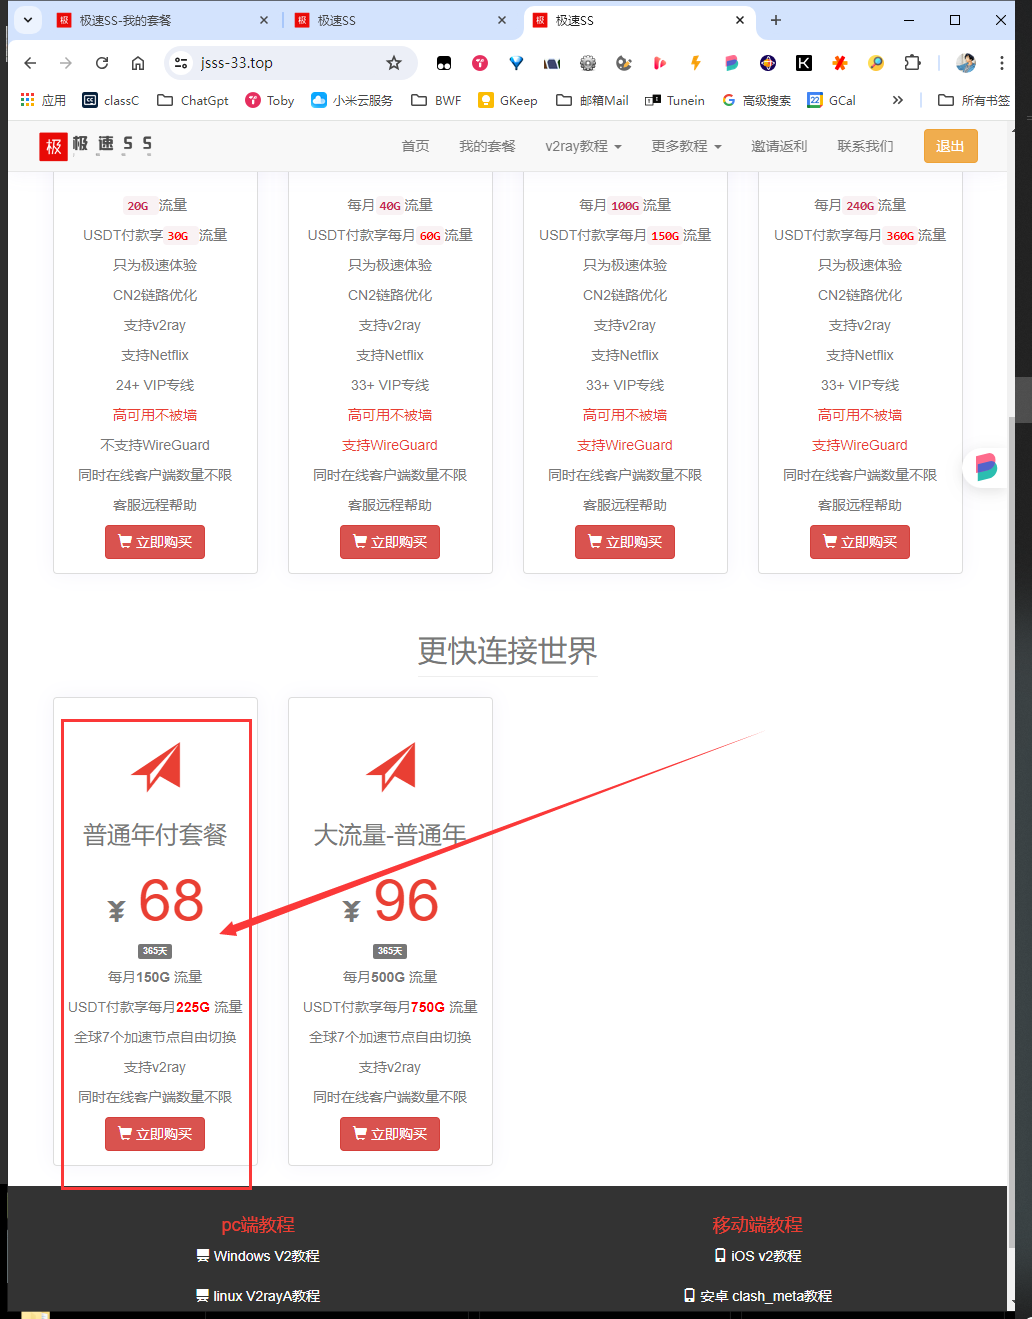 极速SS-我的套餐
极速SS
极速SS
jsss-33.top
应用
classC
ChatGpt
Toby
小米云服务
BWF
GKeep
邮箱Mail
Tunein
高级搜索
GCal
所有书签
极 极 速 S S
首页
我的套餐
v2ray教程
更多教程
邀请返利
联系我们
退出
20G 流量
USDT付款享 30G 流量
只为极速体验
CN2链路优化
支持v2ray
支持Netflix
24+ VIP专线
高可用不被墙
不支持WireGuard
同时在线客户端数量不限
客服远程帮助
立即购买
每月 40G 流量
USDT付款享每月 60G 流量
只为极速体验
CN2链路优化
支持v2ray
支持Netflix
33+ VIP专线
高可用不被墙
支持WireGuard
同时在线客户端数量不限
客服远程帮助
立即购买
每月 100G 流量
USDT付款享每月 150G 流量
只为极速体验
CN2链路优化
支持v2ray
支持Netflix
33+ VIP专线
高可用不被墙
支持WireGuard
同时在线客户端数量不限
客服远程帮助
立即购买
每月 240G 流量
USDT付款享每月 360G 流量
只为极速体验
CN2链路优化
支持v2ray
支持Netflix
33+ VIP专线
高可用不被墙
支持WireGuard
同时在线客户端数量不限
客服远程帮助
立即购买
更快连接世界
普通年付套餐
¥ 68
365天
每月150G 流量
USDT付款享每月225G 流量
全球7个加速节点自由切换
支持v2ray
同时在线客户端数量不限
立即购买
大流量-普通年
¥ 96
365天
每月500G 流量
USDT付款享每月750G 流量
全球7个加速节点自由切换
支持v2ray
同时在线客户端数量不限
立即购买
pc端教程
Windows V2教程
linux V2rayA教程
移动端教程
iOS v2教程
安卓 clash_meta教程